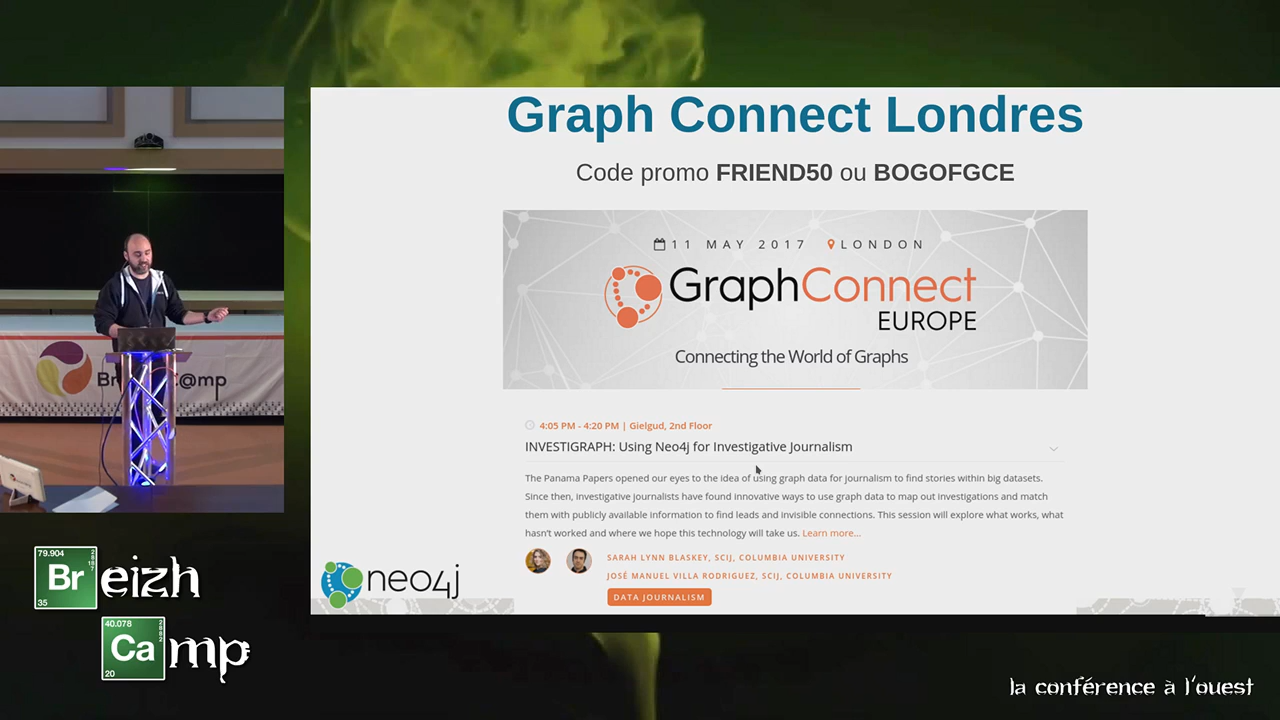 Graph Connect Londres
Code promo FRIEND50 ou BOGOFGCE
11 MAY 2017 LONDON
GraphConnect
EUROPE
Connecting the World of Graphs
4:05 PM - 4:20 PM | Gielgud, 2nd Floor
INVESTIGRAPH: Using Neo4j for Investigative Journalism
The Panama Papers opened our eyes to the idea of using graph data for journalism to find stories within big datasets.
Since then, investigative journalists have found innovative ways to use graph data to map out investigations and match
them with publicly available information to find leads and invisible connections. This session will explore what works, what
hasn't worked and where we hope this technology will take us. Learn more...
SARAH LYNN BLASKEY, SCIJ, COLUMBIA UNIVERSITY
JOSÉ MANUEL VILLA RODRIGUEZ, SCIJ, COLUMBIA UNIVERSITY
DATA JOURNALISM
neo4j
C@mp
79.904
Breizh
35
40.078
Camp
20
la conférence à l'ouest